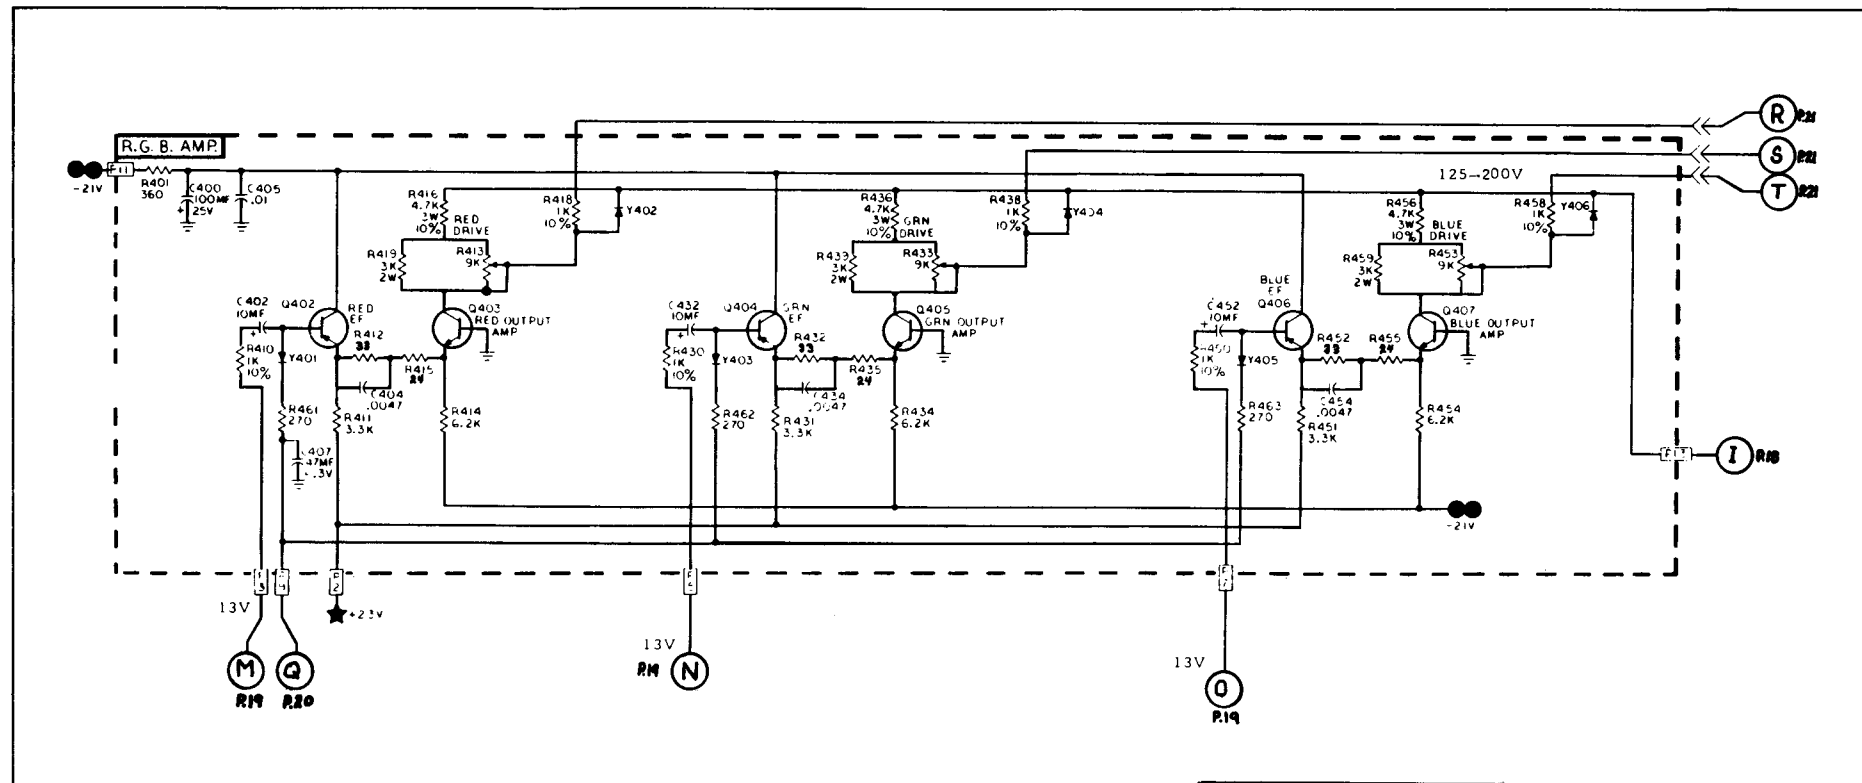 R
P.21
R.G.B. AMP.
S
P.21
-21V
R401
360
C400
100MF
25V
C405
.01
125-200V
T
P.21
R416
4.7K
3W
10%
RED
DRIVE
R418
1K
10%
Y402
R419
3K
2W
R413
9K
R436
4.7K
3W
10%
GRN
DRIVE
R438
1K
10%
Y404
R439
3K
2W
R433
9K
R456
4.7K
3W
10%
BLUE
DRIVE
R458
1K
10%
Y406
R459
3K
2W
R453
9K
C402
10MF
Q402
RED
EF
Q403
RED OUTPUT
AMP
R412
33
R410
1K
10%
Y401
R415
24
C404
.0047
R461
270
R411
3.3K
R414
6.2K
C407
47MF
C432
10MF
Q404
GRN
EF
Q405
GRN OUTPUT
AMP
R432
33
R430
1K
10%
Y403
R435
24
C434
.0047
R462
270
R431
3.3K
R434
6.2K
C452
10MF
BLUE
EF
Q406
Q407
BLUE OUTPUT
AMP
R452
33
R455
24
R450
1K
10%
Y405
C454
.0047
R463
270
R451
3.3K
R454
6.2K
I
P.18
-21V
13V
+23V
M
P.19
Q
P.20
13V
P.19
N
13V
O
P.19